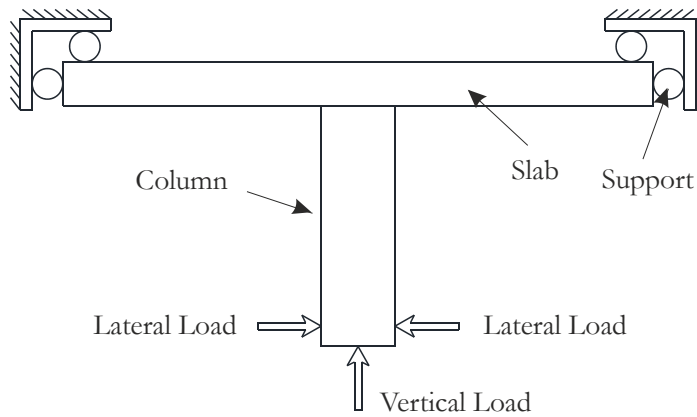 Slab
Support
Column
Lateral Load
Lateral Load
Vertical Load